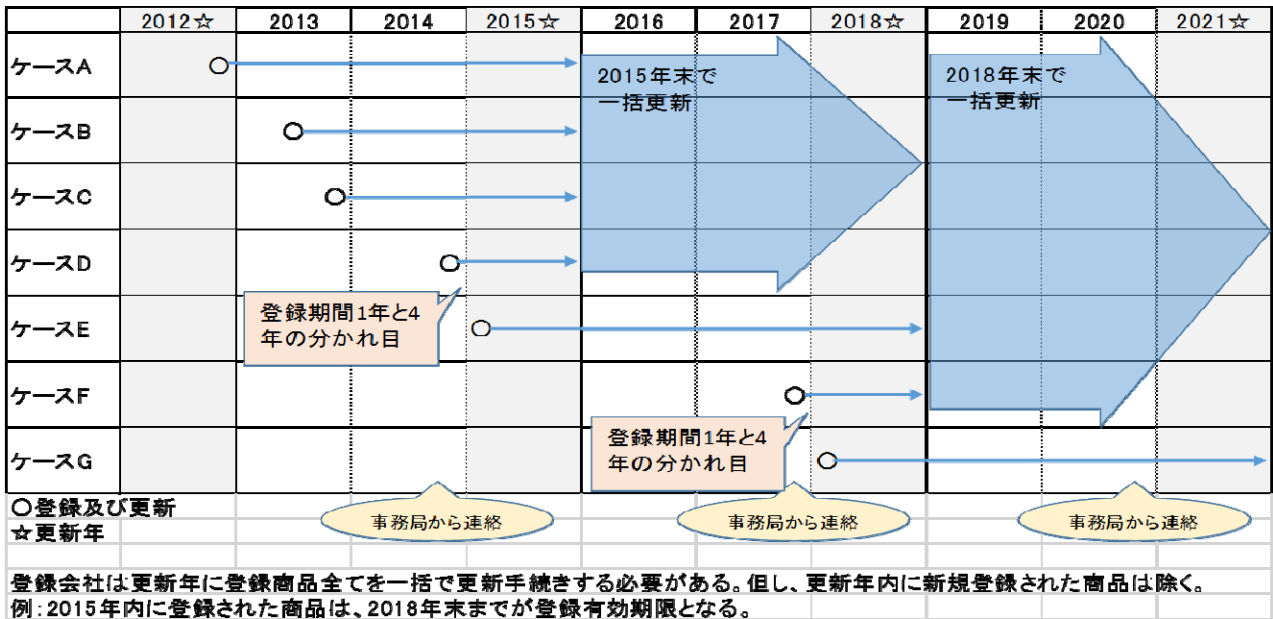 2012☆ 2013 2014 2015☆ 2016 2017 2018☆ 2019 2020 2021☆
ケースA
2015年末で
一括更新
2018年末で
一括更新
ケースB
ケースC
ケースD
登録期間1年と4
年の分かれ目
ケースE
ケースF
登録期間1年と4
年の分かれ目
ケースG
○登録及び更新
☆更新年
事務局から連絡 事務局から連絡 事務局から連絡
登録会社は更新年に登録商品全てを一括で更新手続きする必要がある。但し、更新年内に新規登録された商品は除く。
例:2015年内に登録された商品は、2018年末までが登録有効期限となる。